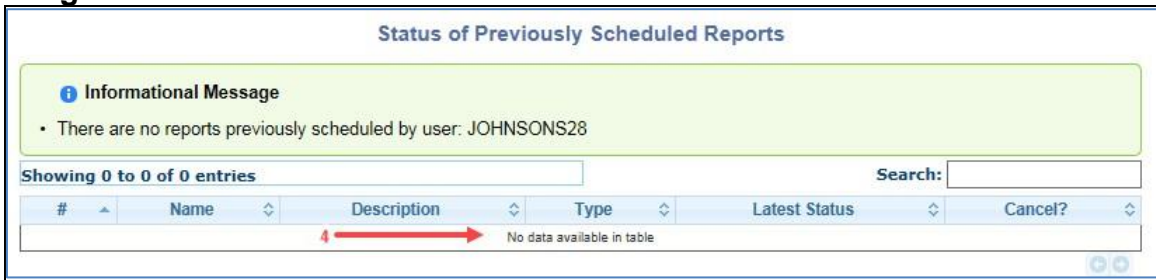 Status of Previously Scheduled Reports
Informational Message
• There are no reports previously scheduled by user: JOHNSONS28
Showing 0 to 0 of 0 entries Search:
# Name Description Type Latest Status Cancel?
4 No data available in table